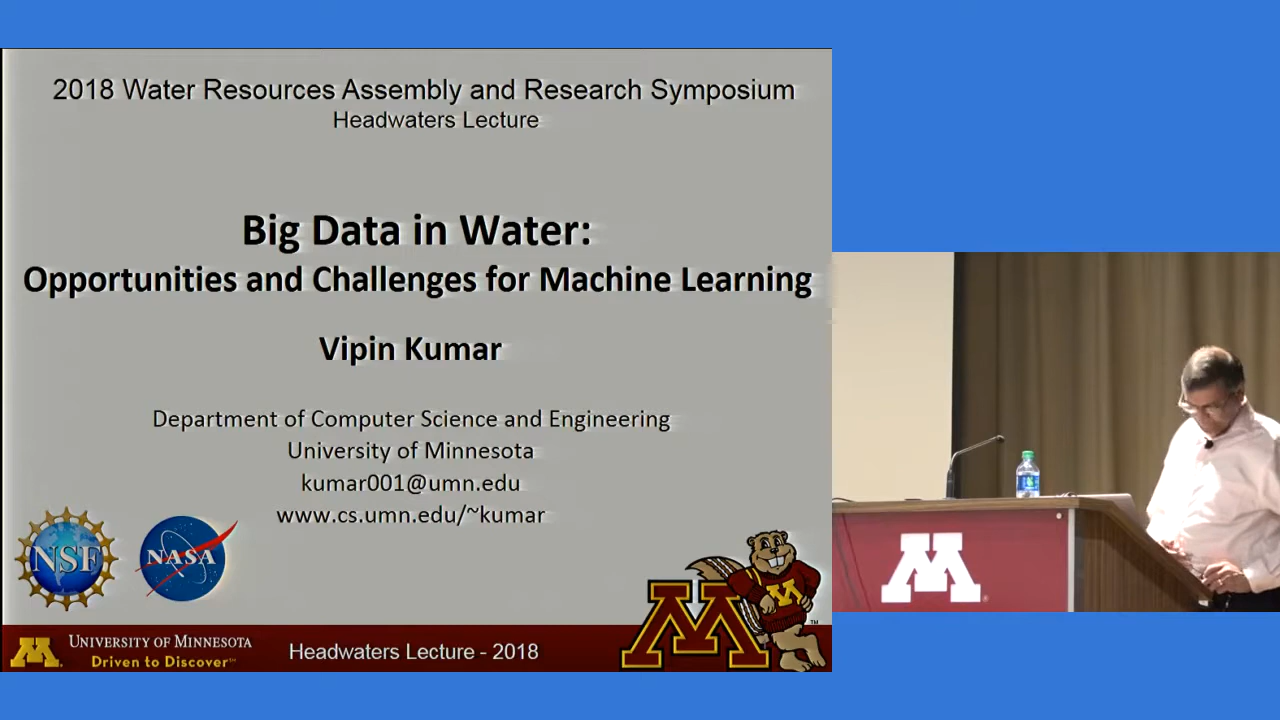 2018 Water Resources Assembly and Research Symposium
Headwaters Lecture
Big Data in Water:
Opportunities and Challenges for Machine Learning
Vipin Kumar
Department of Computer Science and Engineering
University of Minnesota
kumar001@umn.edu
www.cs.umn.edu/~kumar
NSF
NASA
M
M
TM
M
UNIVERSITY OF MINNESOTA
Driven to Discover℠
Headwaters Lecture - 2018
M